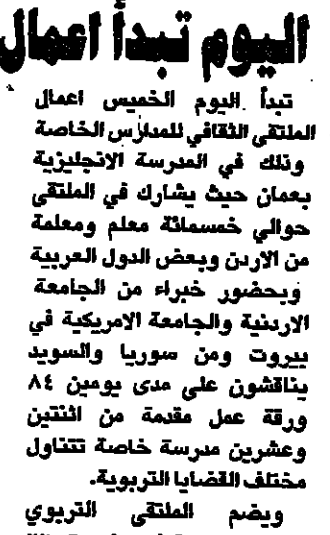 اليوم تبدأ اعمال
تبدأ اليوم الخميس اعمال
الملتقى الثقافي للمدارس الخاصة
وذلك في المدرسة الانجليزية
بعمان حيث يشارك في الملتقى
حوالي خمسمائة معلم ومعلمة
من الاردن وبعض الدول العربية
وبحضور خبراء من الجامعة
الاردنية والجامعة الامريكية في
بيروت ومن سوريا والسويد
يناقشون على مدى يومين ٨٤
ورقة عمل مقدمة من اثنتين
وعشرين مدرسة خاصة تتناول
مختلف القضايا التربوية.
ويضم الملتقى التربوي